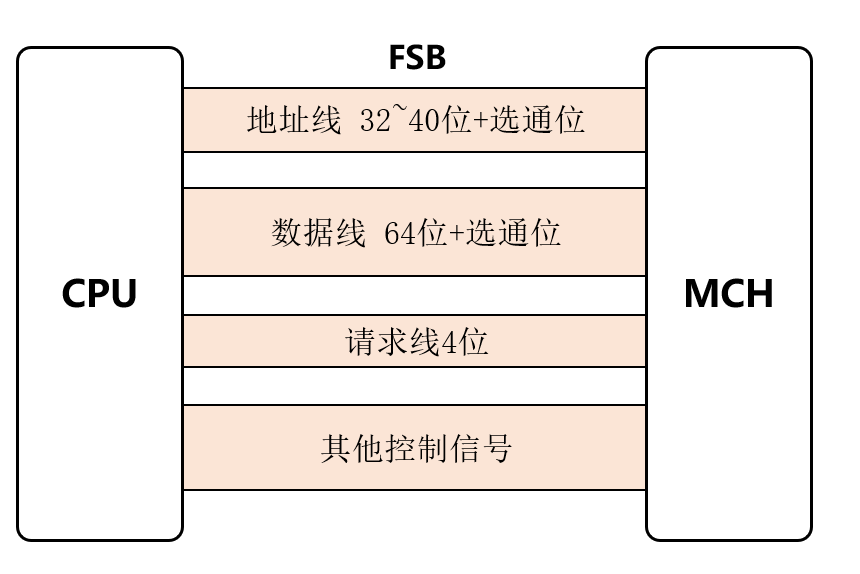 FSB
地址线 32~40位+选通位
数据线 64位+选通位
CPU
MCH
请求线4位
其他控制信号